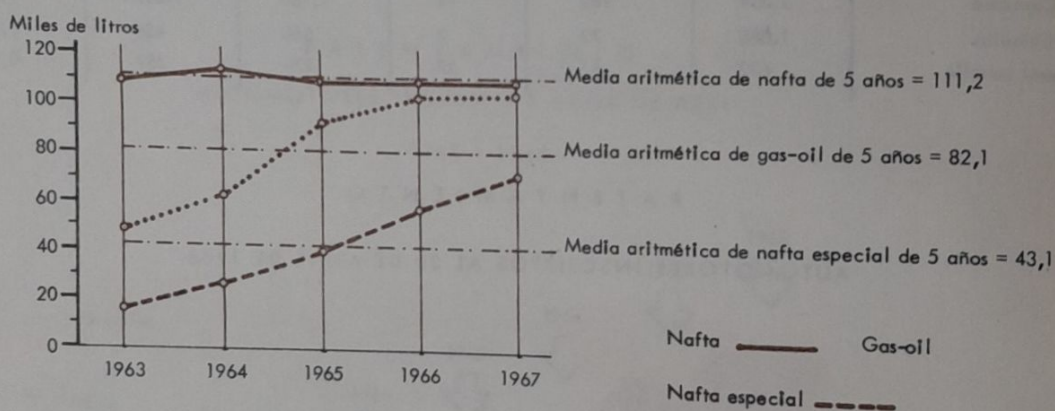 Miles de litros
120
100
80
60
40
20
0
Media aritmética de nafta de 5 años = 111,2
Media aritmética de gas-oil de 5 años = 82,1
Media aritmética de nafta especial de 5 años = 43,1
1963 1964 1965 1966 1967
Nafta Gas-oil
Nafta especial